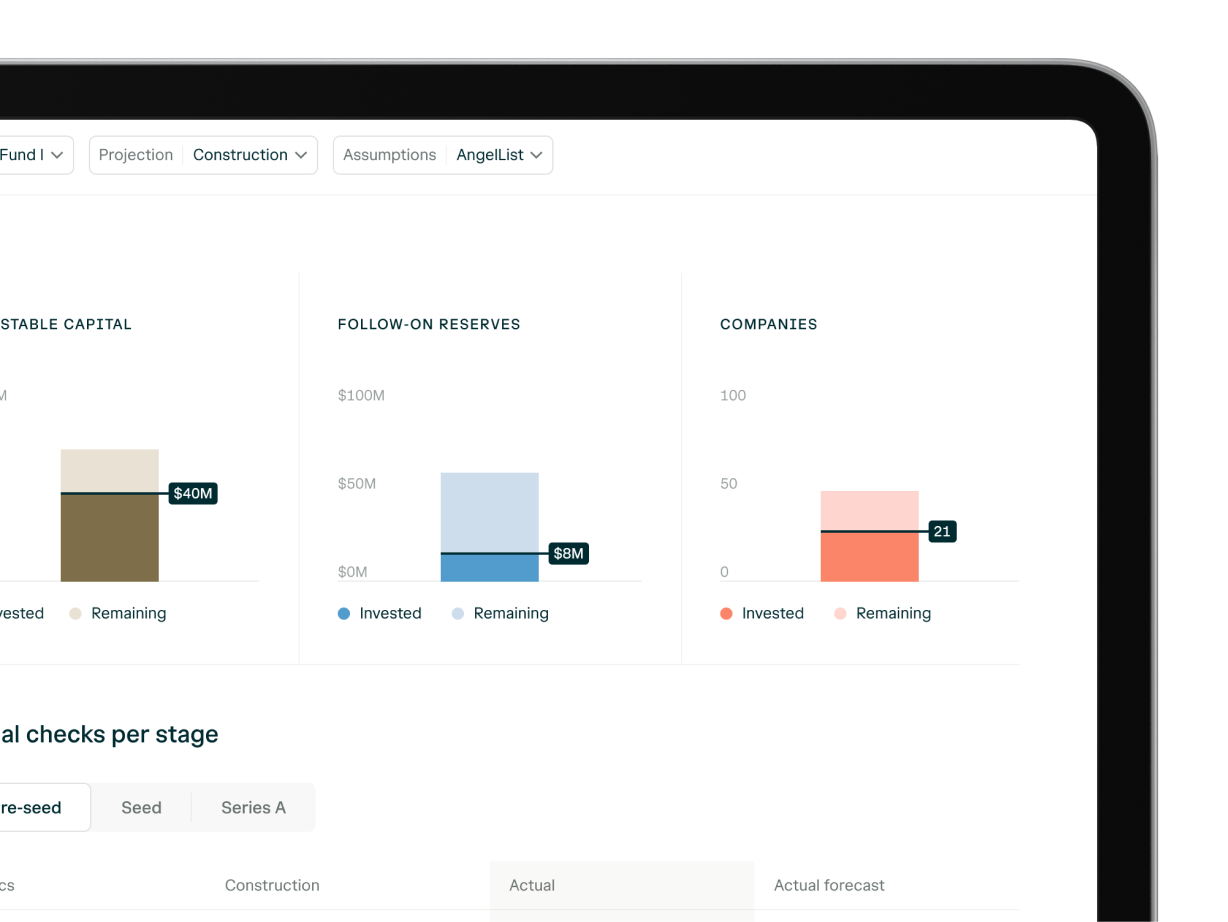 Fund I
Projection Construction
Assumptions AngelList
STABLE CAPITAL
FOLLOW-ON RESERVES
COMPANIES
M
$100M
100
$40M
$50M
50
$8M
21
$0M
0
vested Remaining
Invested Remaining
Invested Remaining
al checks per stage
re-seed Seed Series A
cs Construction Actual Actual forecast